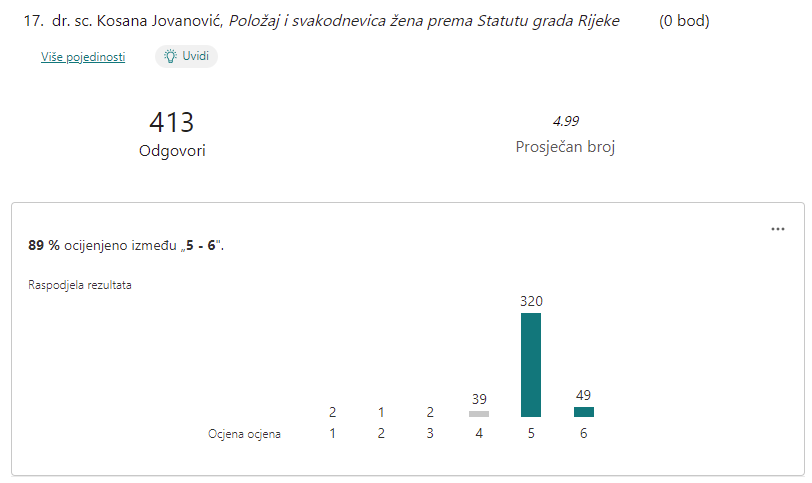 17. dr. sc. Kosana Jovanović, Položaj i svakodnevica žena prema Statutu grada Rijeke (0 bod)
Više pojedinosti Uvidi
413 4.99
Odgovori Prosječan broj
89 % ocijenjeno između „5 - 6".
Raspodjela rezultata
320
49
39
2 1 2
Ocjena ocjena 1 2 3 4 5 6